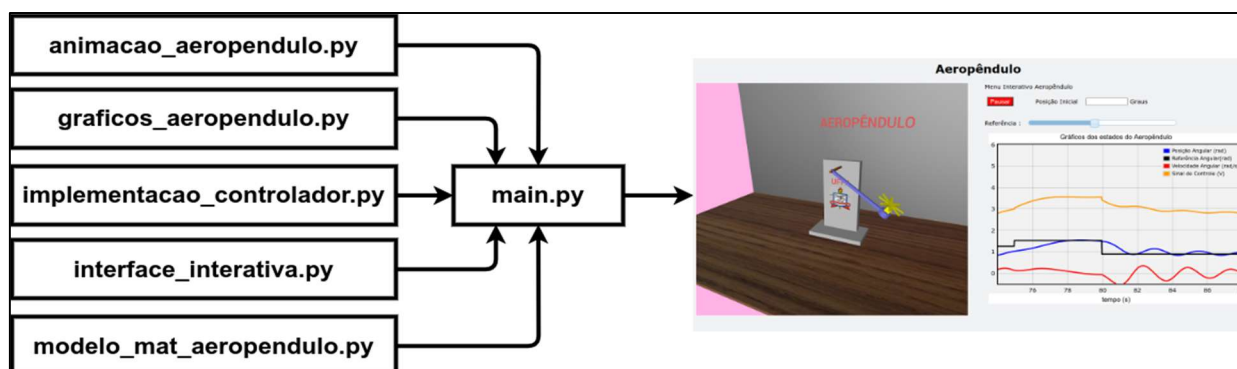 animacao_aeropendulo.py
graficos_aeropendulo.py
implementacao_controlador.py
interface_interativa.py
modelo_mat_aeropendulo.py
main.py
Aeropêndulo
AEROPÊNDULO
Menu Interativo Aeropêndulo
Pausar Posição Inicial Graus
Referência :
Gráficos dos estados do Aeropêndulo
Posição Angular (rad)
Referência Angular(rad)
Velocidade Angular (rad/s
Sinal de Controle (V)
6
5
4
3
2
1
0
76 78 80 82 84 86
tempo (s)